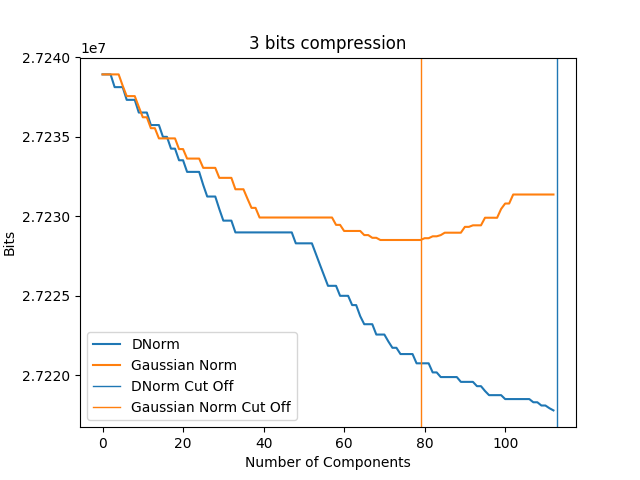 3 bits compression
1e7
2.7240
2.7235
2.7230
2.7225
2.7220
Bits
DNorm
Gaussian Norm
DNorm Cut Off
Gaussian Norm Cut Off
0 20 40 60 80 100
Number of Components